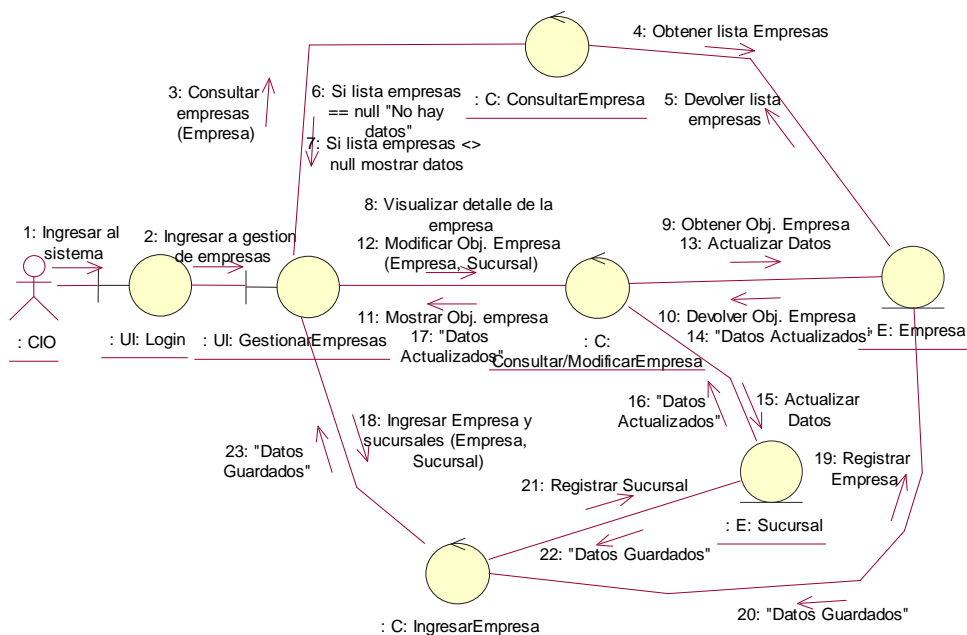 4: Obtener lista Empresas
: C: ConsultarEmpresa
3: Consultar
empresas
(Empresa)
6: Si lista empresas
== null "No hay
datos"
7: Si lista empresas <>
null mostrar datos
5: Devolver lista
empresas
1: Ingresar al
sistema
2: Ingresar a gestion
de empresas
8: Visualizar detalle de la
empresa
12: Modificar Obj. Empresa
(Empresa, Sucursal)
9: Obtener Obj. Empresa
13: Actualizar Datos
: CIO
: UI: Login
: UI: GestionarEmpresas
11: Mostrar Obj. empresa
17: "Datos
Actualizados"
: C:
Consultar/ModificarEmpresa
10: Devolver Obj. Empresa
14: "Datos Actualizados"
: E: Empresa
16: "Datos
Actualizados"
15: Actualizar
Datos
18: Ingresar Empresa y
sucursales (Empresa,
Sucursal)
23: "Datos
Guardados"
21: Registrar Sucursal
19: Registrar
Empresa
: E: Sucursal
22: "Datos Guardados"
20: "Datos Guardados"
: C: IngresarEmpresa